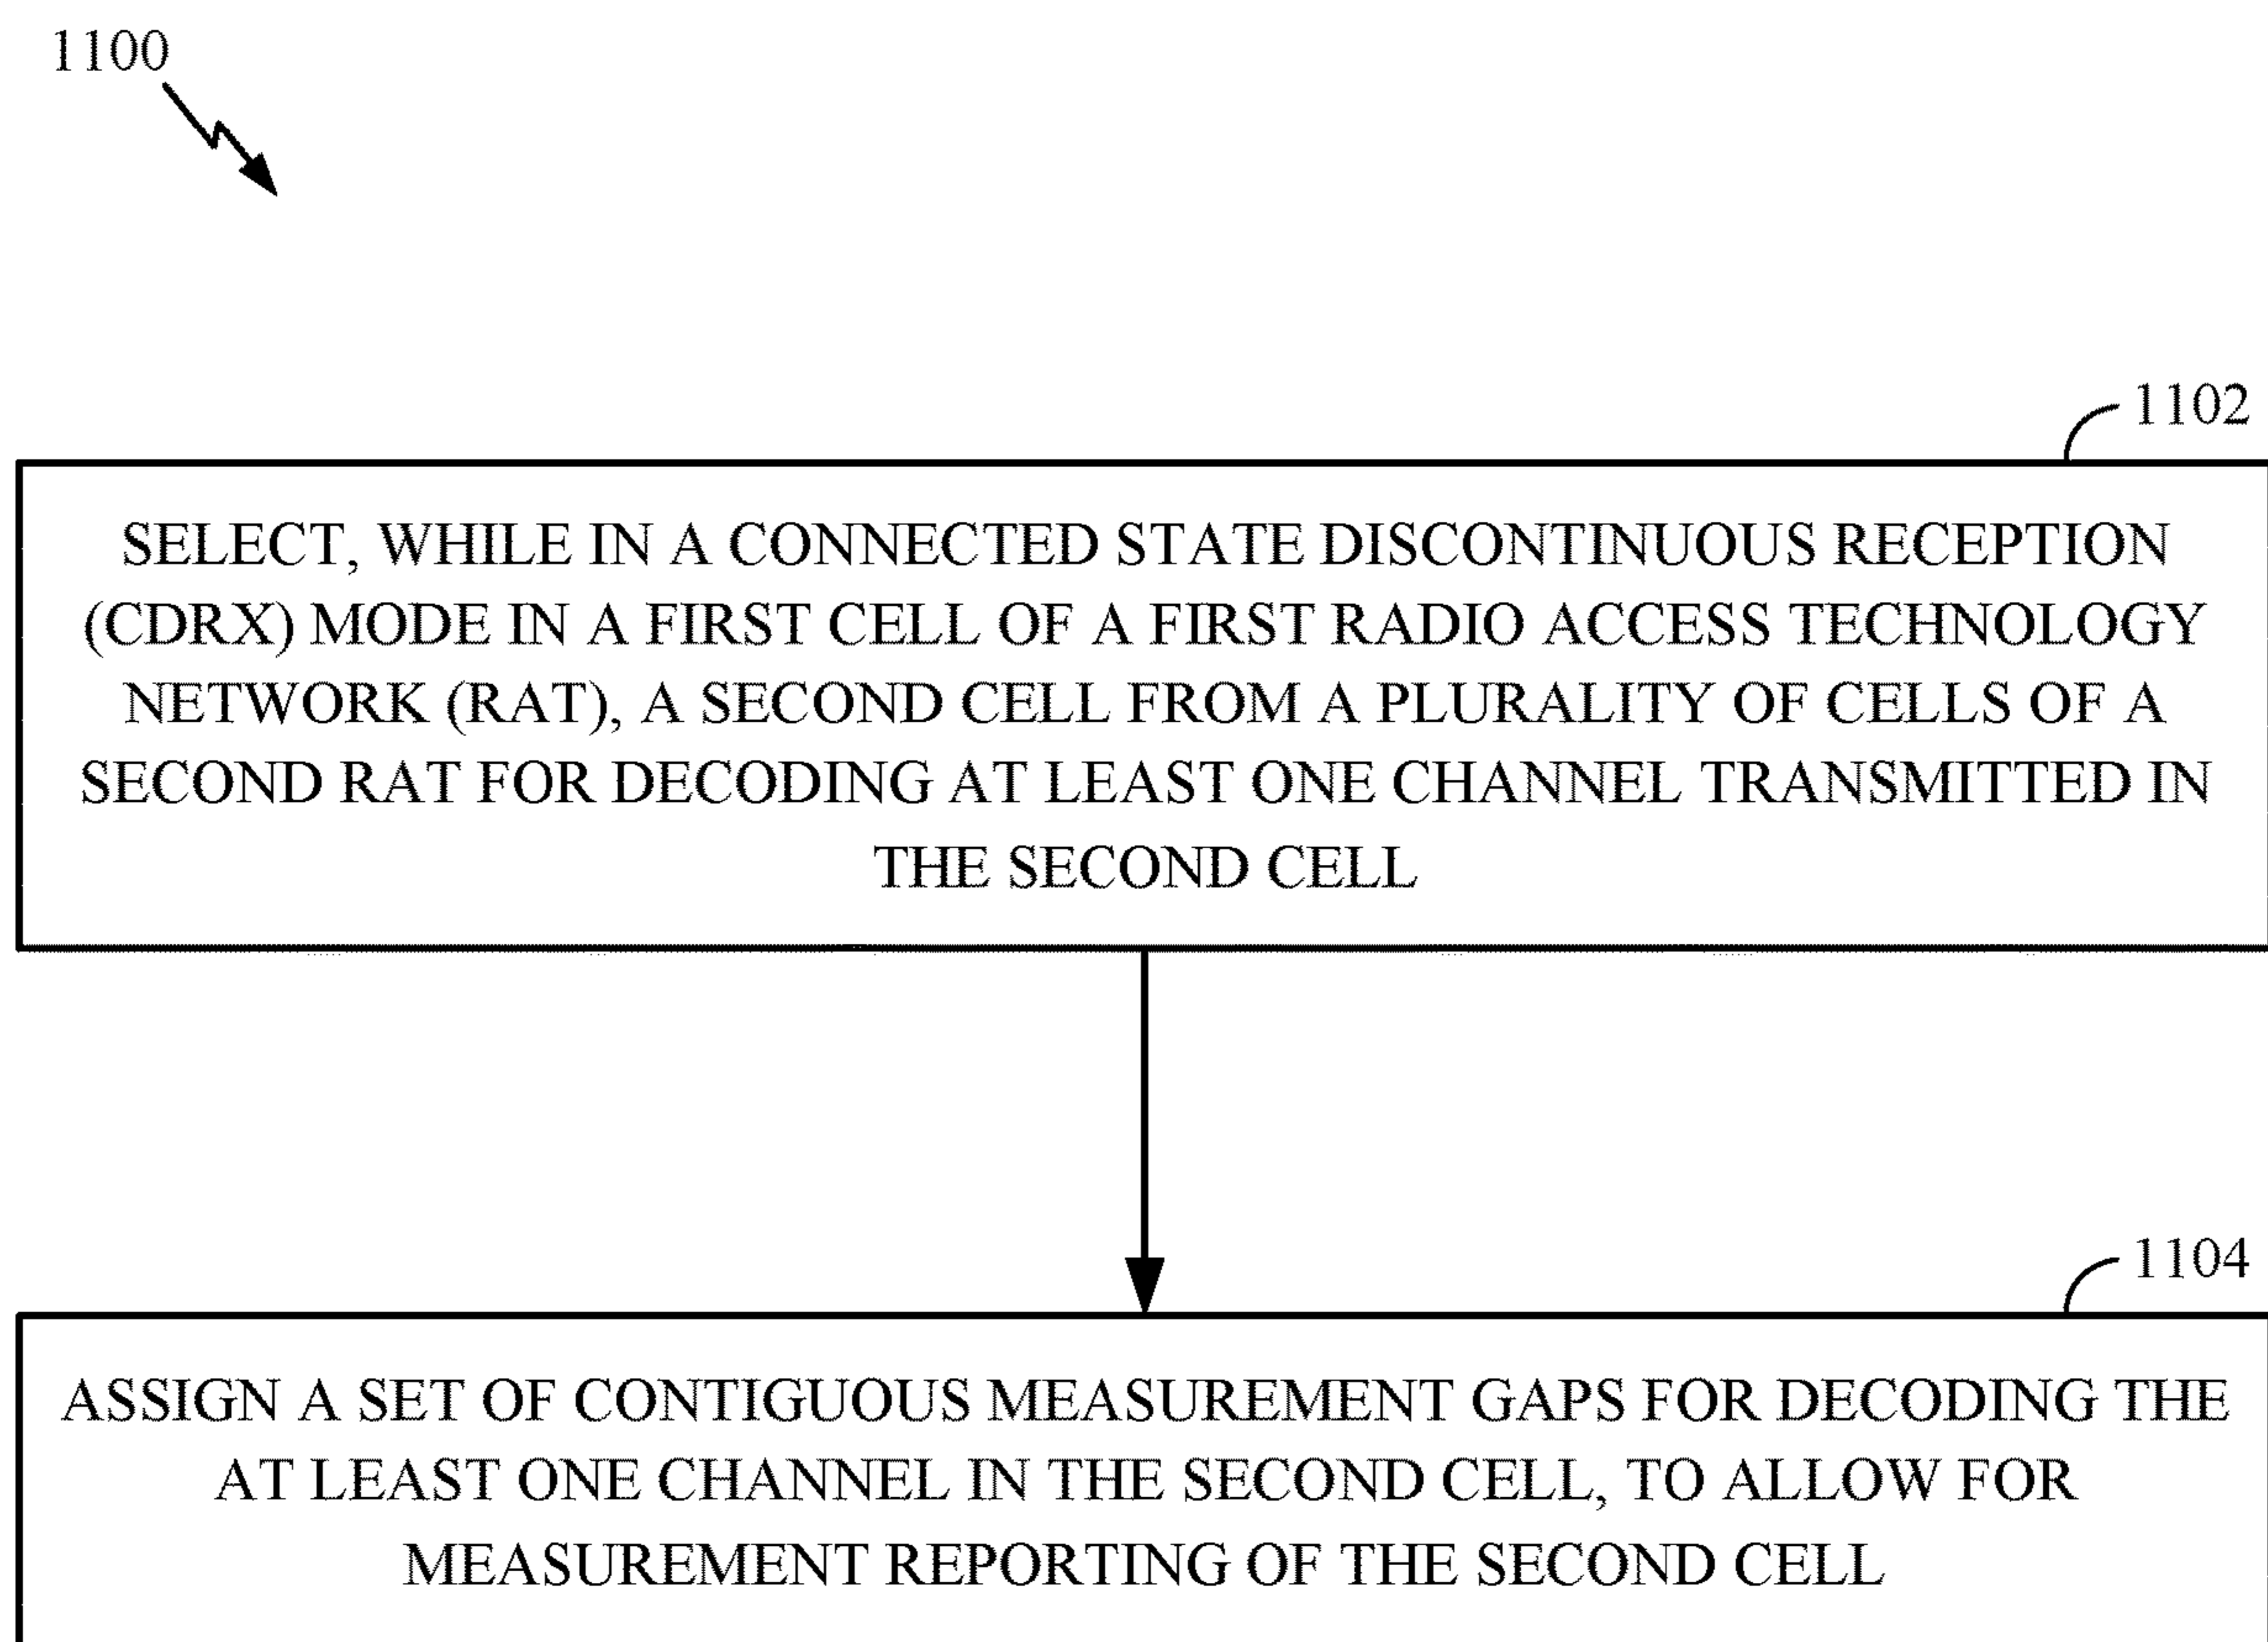 1100
1102
SELECT, WHILE IN A CONNECTED STATE DISCONTINUOUS RECEPTION
(CDRX) MODE IN A FIRST CELL OF A FIRST RADIO ACCESS TECHNOLOGY
NETWORK (RAT), A SECOND CELL FROM A PLURALITY OF CELLS OF A
SECOND RAT FOR DECODING AT LEAST ONE CHANNEL TRANSMITTED IN
THE SECOND CELL
1104
ASSIGN A SET OF CONTIGUOUS MEASUREMENT GAPS FOR DECODING THE
AT LEAST ONE CHANNEL IN THE SECOND CELL, TO ALLOW FOR
MEASUREMENT REPORTING OF THE SECOND CELL